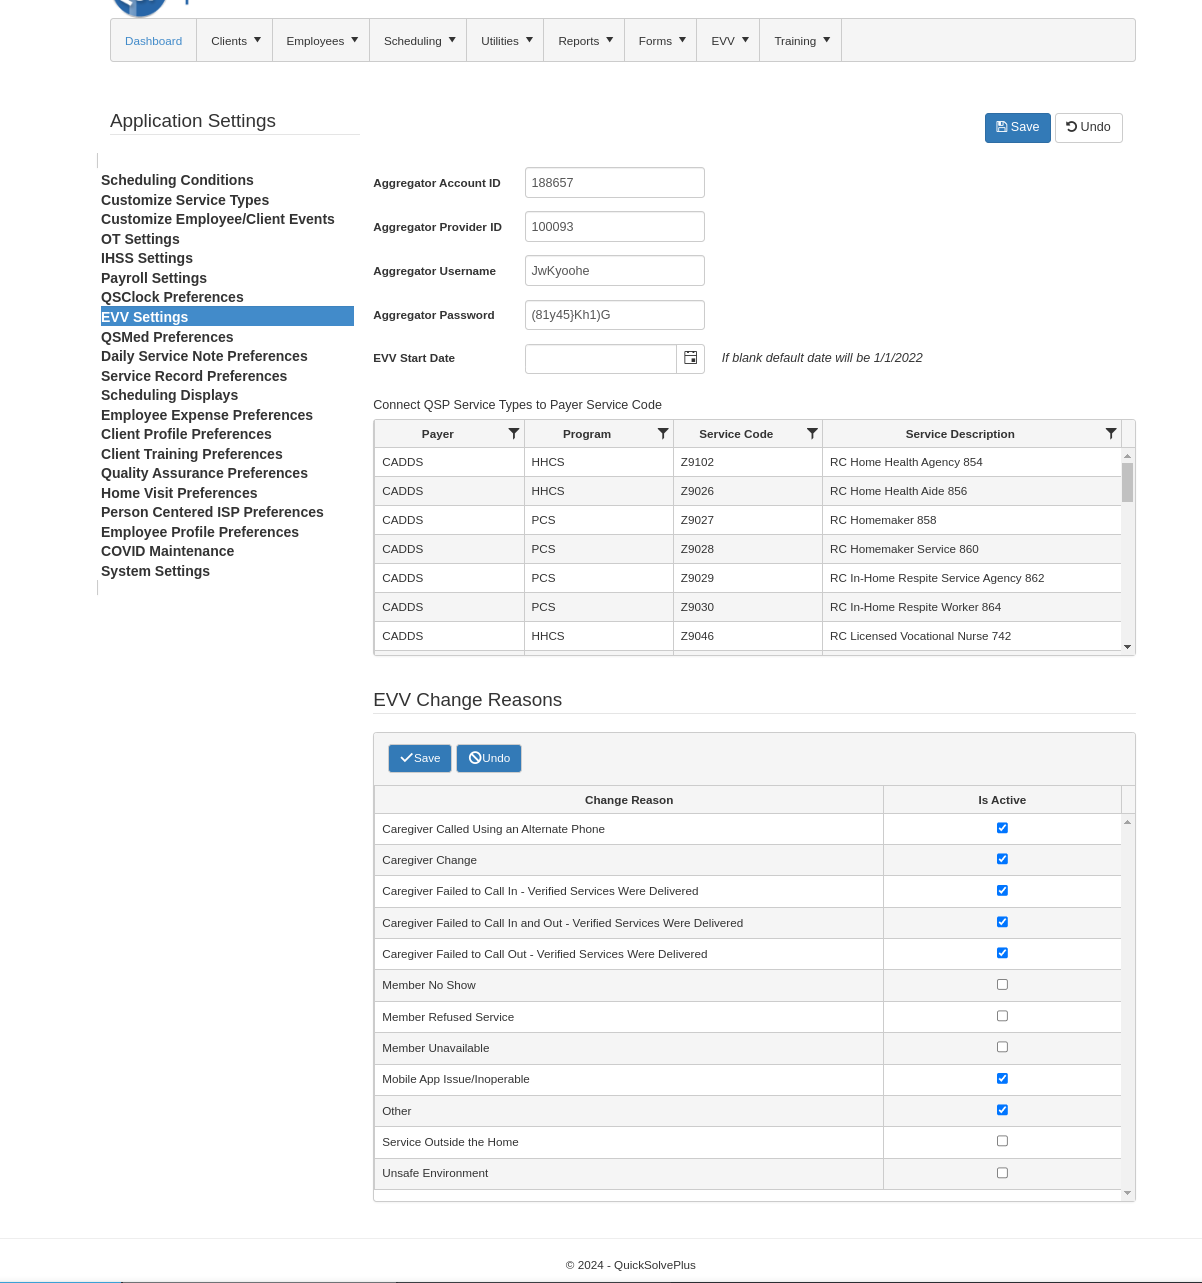 Dashboard Clients Employees Scheduling Utilities Reports Forms EVV Training
Application Settings
Save Undo
Scheduling Conditions
Customize Service Types
Customize Employee/Client Events
OT Settings
IHSS Settings
Payroll Settings
QSClock Preferences
EVV Settings
QSMed Preferences
Daily Service Note Preferences
Service Record Preferences
Scheduling Displays
Employee Expense Preferences
Client Profile Preferences
Client Training Preferences
Quality Assurance Preferences
Home Visit Preferences
Person Centered ISP Preferences
Employee Profile Preferences
COVID Maintenance
System Settings
Aggregator Account ID 188657
Aggregator Provider ID 100093
Aggregator Username JwKyoohe
Aggregator Password (81y45}Kh1)G
EVV Start Date If blank default date will be 1/1/2022
Connect QSP Service Types to Payer Service Code
Payer Program Service Code Service Description
CADDS HHCS Z9102 RC Home Health Agency 854
CADDS HHCS Z9026 RC Home Health Aide 856
CADDS PCS Z9027 RC Homemaker 858
CADDS PCS Z9028 RC Homemaker Service 860
CADDS PCS Z9029 RC In-Home Respite Service Agency 862
CADDS PCS Z9030 RC In-Home Respite Worker 864
CADDS HHCS Z9046 RC Licensed Vocational Nurse 742
EVV Change Reasons
Save Undo
Change Reason Is Active
Caregiver Called Using an Alternate Phone
Caregiver Change
Caregiver Failed to Call In - Verified Services Were Delivered
Caregiver Failed to Call In and Out - Verified Services Were Delivered
Caregiver Failed to Call Out - Verified Services Were Delivered
Member No Show
Member Refused Service
Member Unavailable
Mobile App Issue/Inoperable
Other
Service Outside the Home
Unsafe Environment
© 2024 - QuickSolvePlus